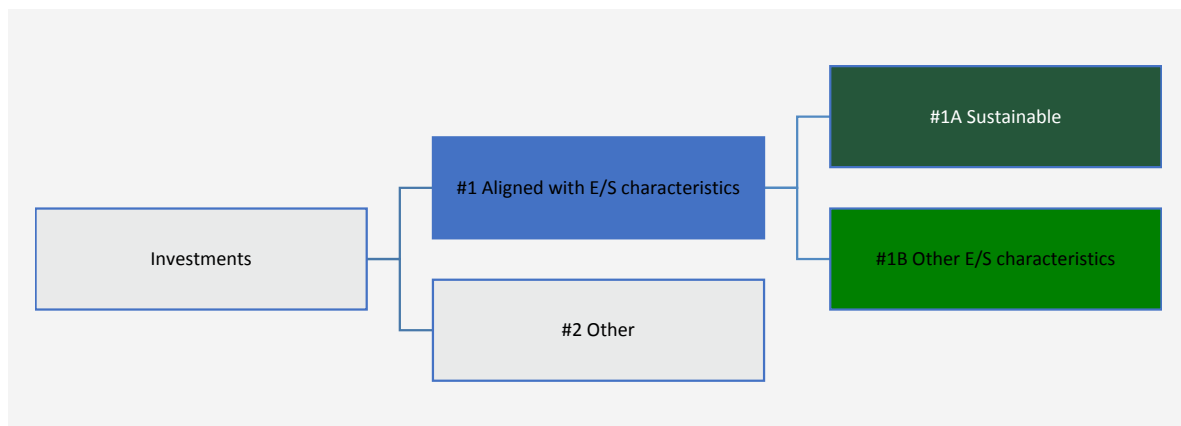 Investments
#1 Aligned with E/S characteristics
#2 Other
#1A Sustainable
#1B Other E/S characteristics